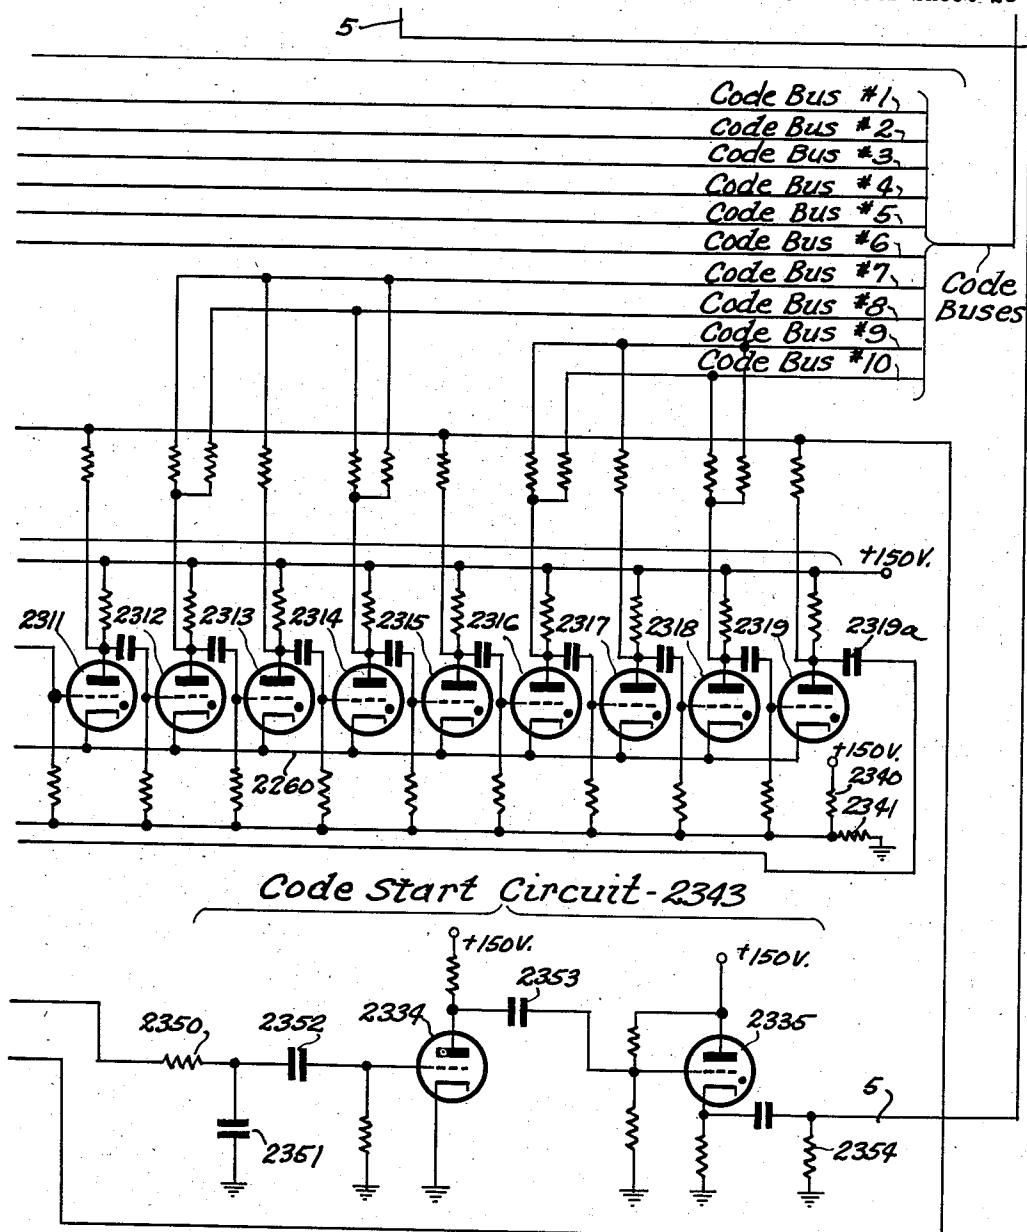 5
Code Bus #1
Code Bus #2
Code Bus #3
Code Bus #4
Code Bus #5
Code Bus #6
Code Bus #7
Code Bus #8
Code Bus #9
Code Bus #10
Code
Buses
+150V.
2311
2312
2313
2314
2315
2316
2317
2318
2319
2319a
2260
+150V.
2340
2341
Code Start Circuit-2343
+150V.
+150V.
2350
2352
2334
2353
2335
2351
5
2354